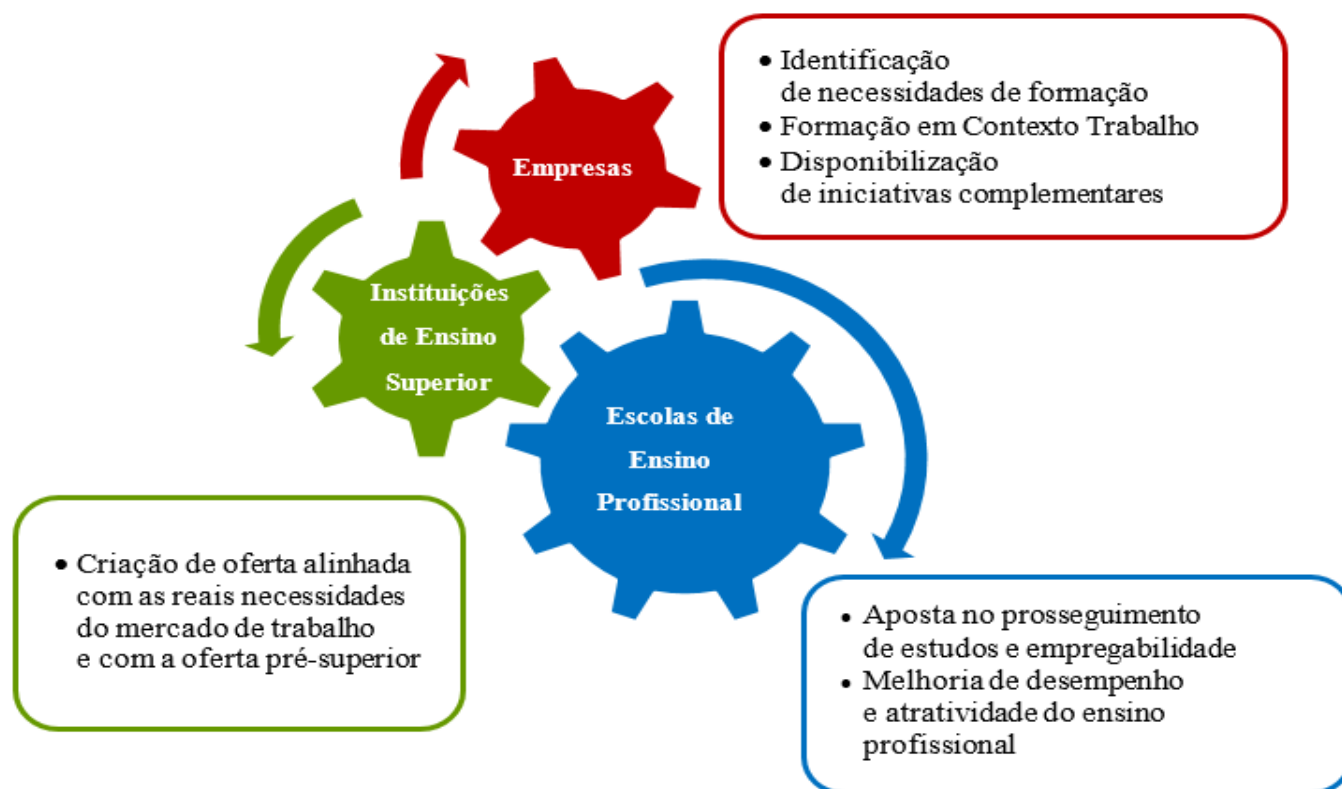 • Identificação
de necessidades de formação
• Formação em Contexto Trabalho
• Disponibilização
de iniciativas complementares
Empresas
Instituições
de Ensino
Superior
Escolas de
Ensino
Profissional
• Criação de oferta alinhada
com as reais necessidades
do mercado de trabalho
e com a oferta pré-superior
• Aposta no prosseguimento
de estudos e empregabilidade
• Melhoria de desempenho
e atratividade do ensino
profissional